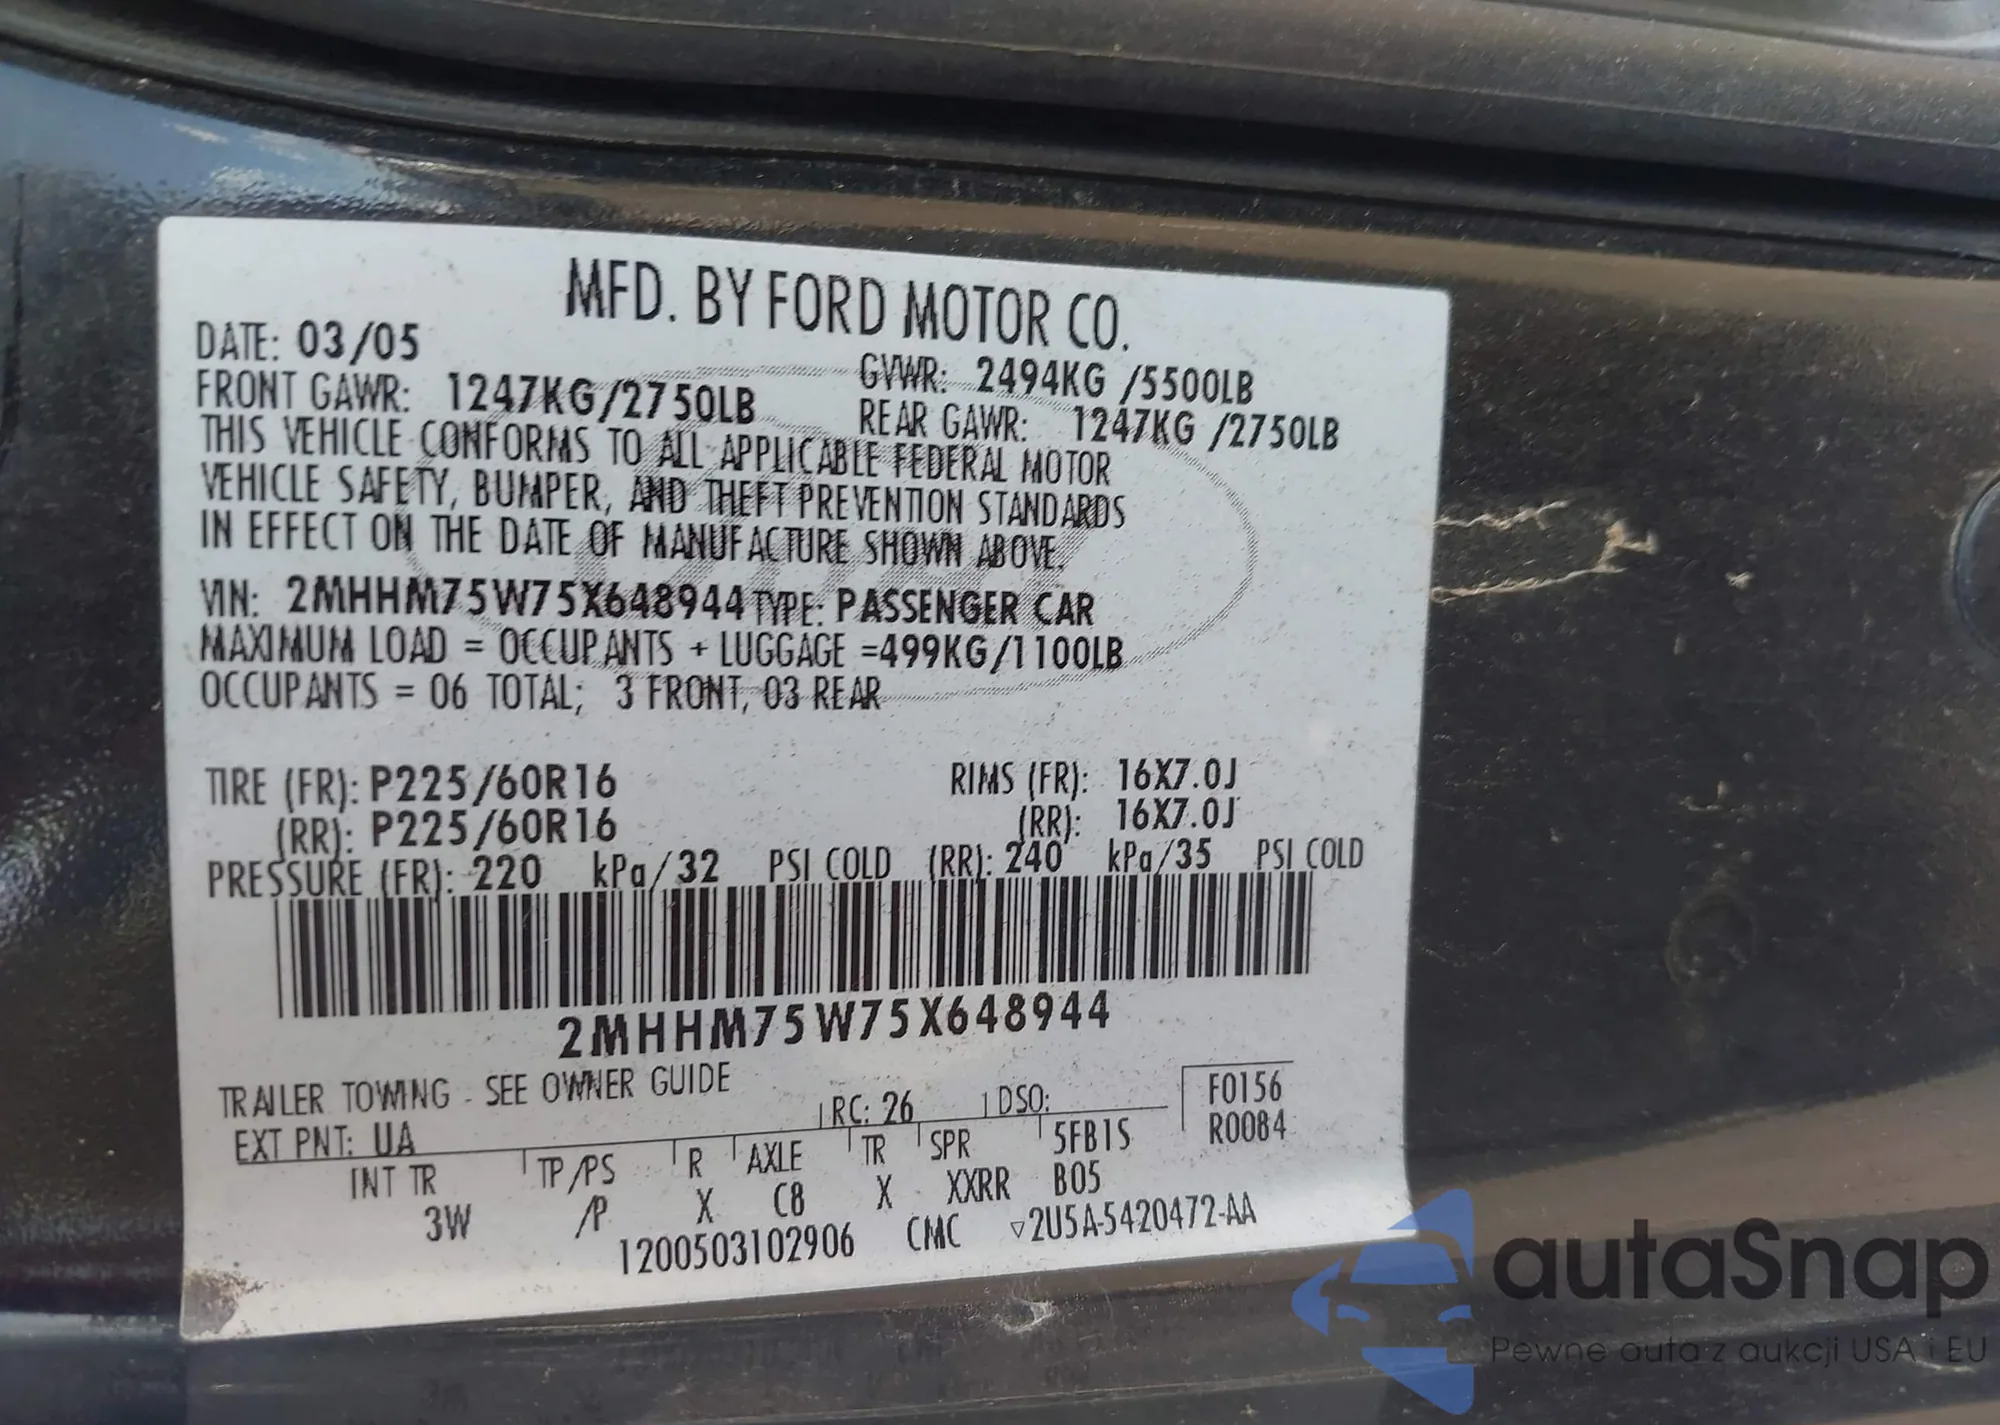 MFD. BY FORD MOTOR CO.
DATE: 03/05
GVWR: 2494KG /5500LB
FRONT GAWR: 1247KG/2750LB
REAR GAWR: 1247KG /2750LB
THIS VEHICLE CONFORMS TO ALL APPLICABLE FEDERAL MOTOR
VEHICLE SAFETY, BUMPER, AND THEFT PREVENTION STANDARDS
IN EFFECT ON THE DATE OF MANUFACTURE SHOWN ABOVE.
VIN: 2MHHM75W75X648944 TYPE: PASSENGER CAR
MAXIMUM LOAD = OCCUPANTS + LUGGAGE =499KG/1100LB
OCCUPANTS = 06 TOTAL; 3 FRONT, 03 REAR
TIRE (FR): P225/60R16 RIMS (FR): 16X7.0J
(RR): P225/60R16 (RR): 16X7.0J
PRESSURE (FR): 220 kPa/32 PSI COLD (RR): 240 kPa/35 PSI COLD
2MHHM75W75X648944
TRAILER TOWING - SEE OWNER GUIDE
EXT PNT: UA RC: 26 DSO: F0156
R0084
INT TR TP/PS R AXLE TR SPR 5FB1S
3W /P X C8 X XXRR B05
1200503102906 CMC ▽2U5A-5420472-AA
autaSnap
Pewne auta z aukcji USA i EU